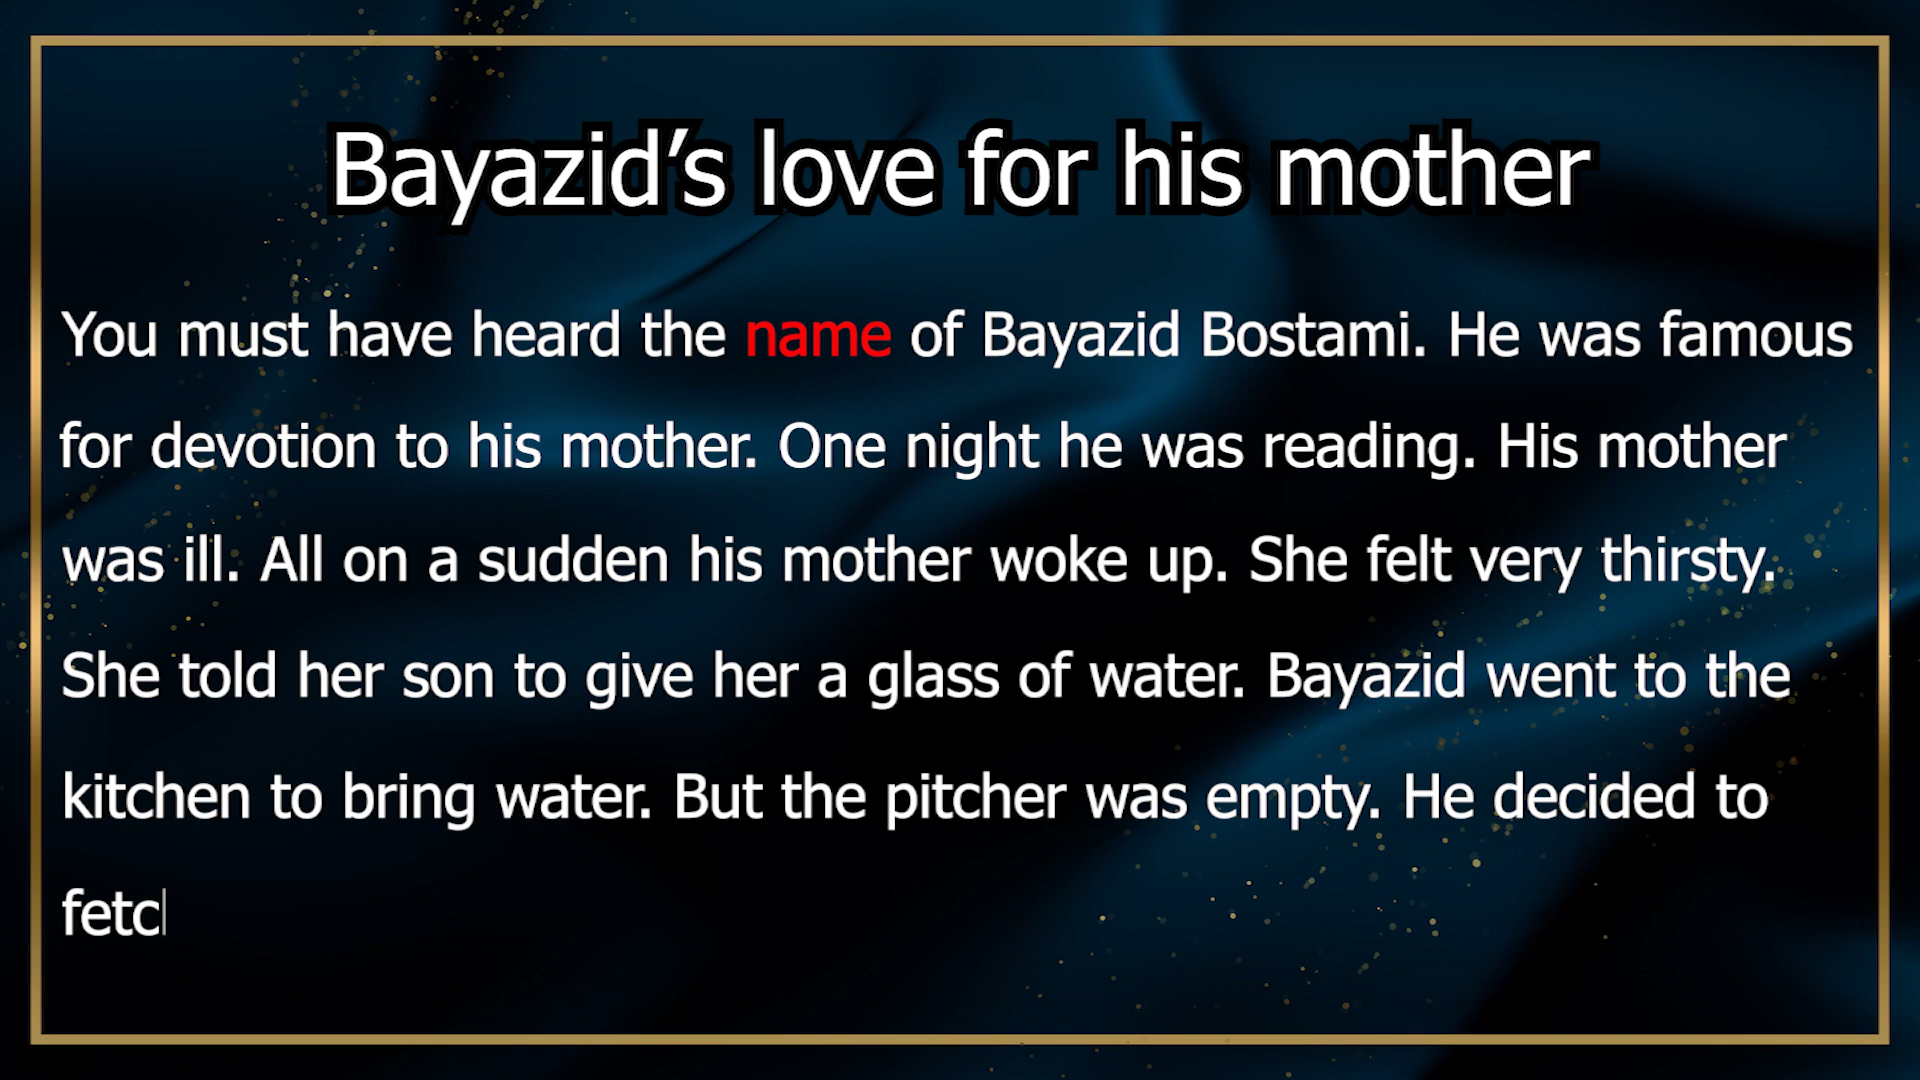 Bayazid’s love for his mother
You must have heard the name of Bayazid Bostami. He was famous
for devotion to his mother. One night he was reading. His mother
was ill. All on a sudden his mother woke up. She felt very thirsty.
She told her son to give her a glass of water. Bayazid went to the
kitchen to bring water. But the pitcher was empty. He decided to
fetc